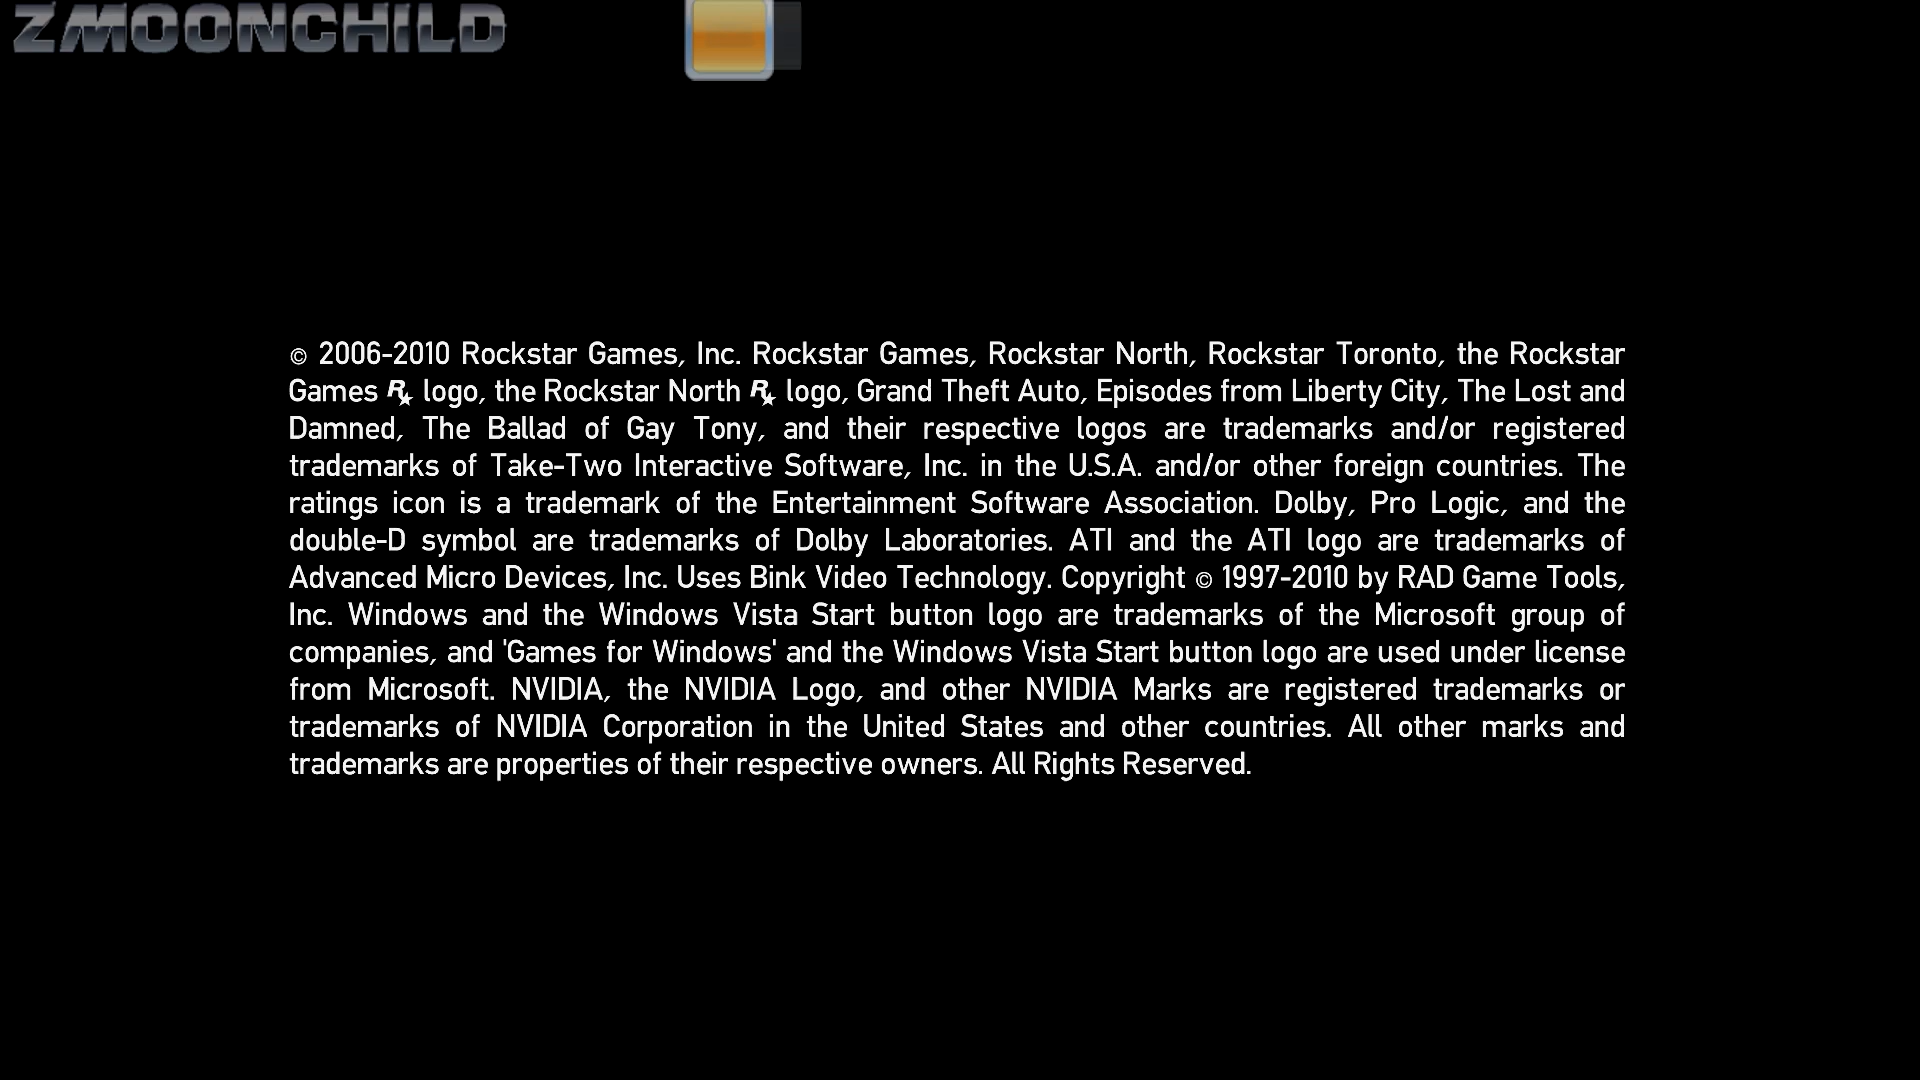 ZMOONCHILD
© 2006-2010 Rockstar Games, Inc. Rockstar Games, Rockstar North, Rockstar Toronto, the Rockstar
Games R★ logo, the Rockstar North R★ logo, Grand Theft Auto, Episodes from Liberty City, The Lost and
Damned, The Ballad of Gay Tony, and their respective logos are trademarks and/or registered
trademarks of Take-Two Interactive Software, Inc. in the U.S.A. and/or other foreign countries. The
ratings icon is a trademark of the Entertainment Software Association. Dolby, Pro Logic, and the
double-D symbol are trademarks of Dolby Laboratories. ATI and the ATI logo are trademarks of
Advanced Micro Devices, Inc. Uses Bink Video Technology. Copyright © 1997-2010 by RAD Game Tools,
Inc. Windows and the Windows Vista Start button logo are trademarks of the Microsoft group of
companies, and 'Games for Windows' and the Windows Vista Start button logo are used under license
from Microsoft. NVIDIA, the NVIDIA Logo, and other NVIDIA Marks are registered trademarks or
trademarks of NVIDIA Corporation in the United States and other countries. All other marks and
trademarks are properties of their respective owners. All Rights Reserved.